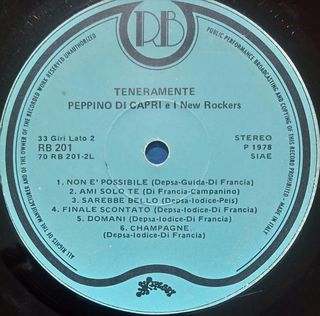 RB
ALL RIGHTS OF THE MANUFACTURER AND OF THE OWNER OF THE RECORDED WORK RESERVED UNAUTHORIZED
PUBLIC PERFORMANCE BROADCASTING AND COPYING OF THIS RECORD PROHIBITED - MADE IN ITALY
TENERAMENTE
PEPPINO DI CAPRI e I New Rockers
33 Giri Lato 2
RB 201
70 RB 201-2L
STEREO
P 1978
SIAE
1. NON E' POSSIBILE (Depsa-Guida-Di Francia)
2. AMI SOLO TE (Di Francia-Campanino)
3. SAREBBE BELLO (Depsa-Iodice-Peis)
4. FINALE SCONTATO (Depsa-Iodice-Di Francia)
5. DOMANI (Depsa-Iodice-Di Francia)
6. CHAMPAGNE
(Depsa-Iodice-Di Francia)